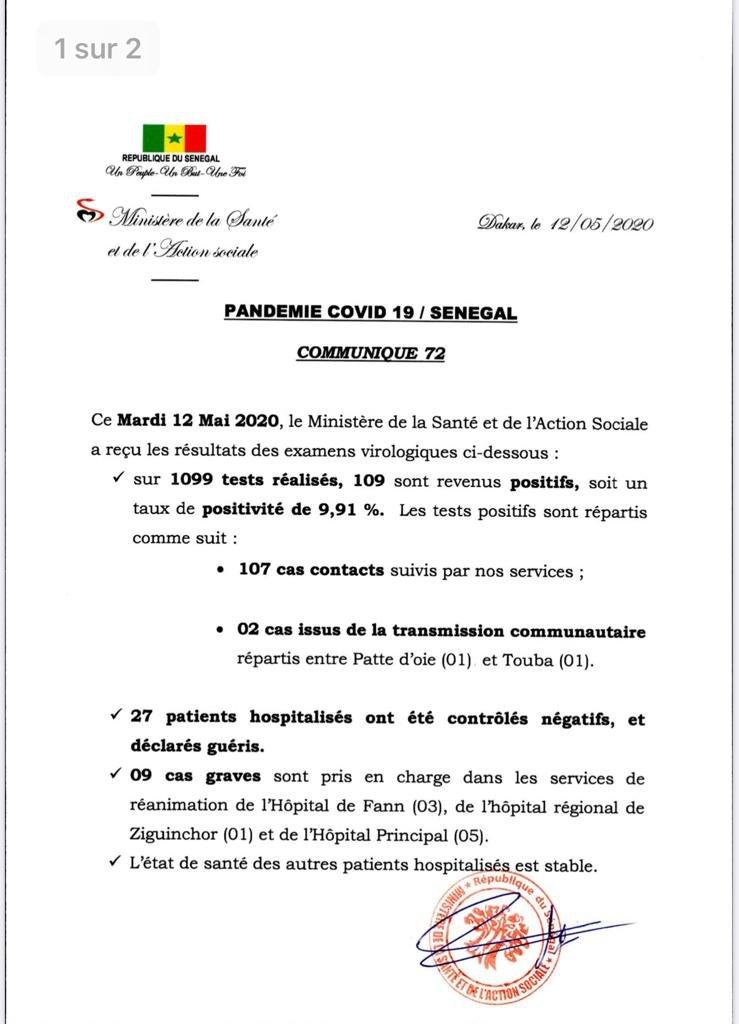 1 sur 2
REPUBLIQUE DU SENEGAL
Un Peuple-Un But-Une Foi
Ministère de la Santé
et de l'Action sociale
Dakar, le 12/05/2020
PANDEMIE COVID 19 / SENEGAL
COMMUNIQUE 72
Ce Mardi 12 Mai 2020, le Ministère de la Santé et de l'Action Sociale
a reçu les résultats des examens virologiques ci-dessous :
✓ sur 1099 tests réalisés, 109 sont revenus positifs, soit un
taux de positivité de 9,91 %. Les tests positifs sont répartis
comme suit :
• 107 cas contacts suivis par nos services ;
• 02 cas issus de la transmission communautaire
répartis entre Patte d'oie (01) et Touba (01).
✓ 27 patients hospitalisés ont été contrôlés négatifs, et
déclarés guéris.
✓ 09 cas graves sont pris en charge dans les services de
réanimation de l'Hôpital de Fann (03), de l'hôpital régional de
Ziguinchor (01) et de l'Hôpital Principal (05).
✓ L'état de santé des autres patients hospitalisés est stable.
République du Sénégal
MINISTERE DE LA SANTE ET DE L'ACTION SOCIALE